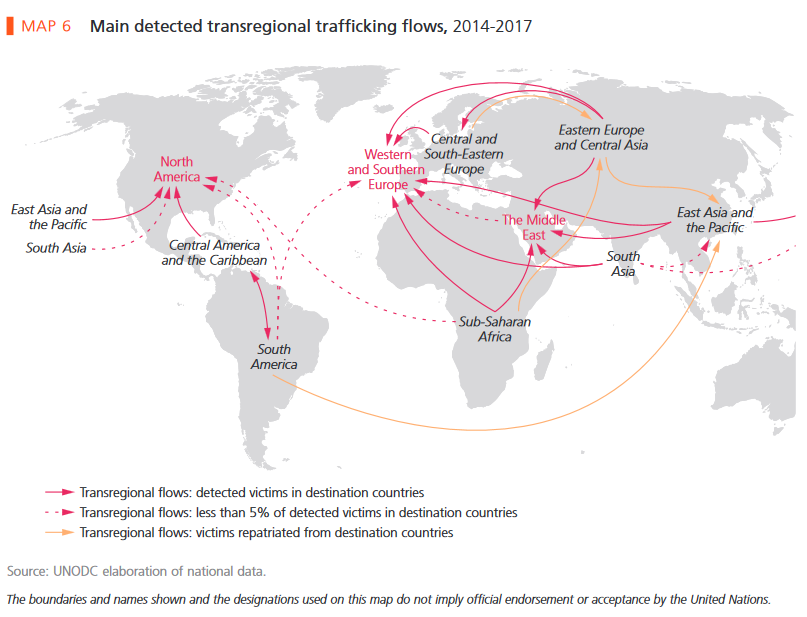 MAP 6 Main detected transregional trafficking flows, 2014-2017
Eastern Europe
and Central Asia
Central and
South-Eastern
Europe
Western
and Southern
Europe
North
America
East Asia and
the Pacific
South Asia
Central America
and the Caribbean
The Middle
East
East Asia and
the Pacific
South
Asia
Sub-Saharan
Africa
South
America
Transregional flows: detected victims in destination countries
Transregional flows: less than 5% of detected victims in destination countries
Transregional flows: victims repatriated from destination countries
Source: UNODC elaboration of national data.
The boundaries and names shown and the designations used on this map do not imply official endorsement or acceptance by the United Nations.